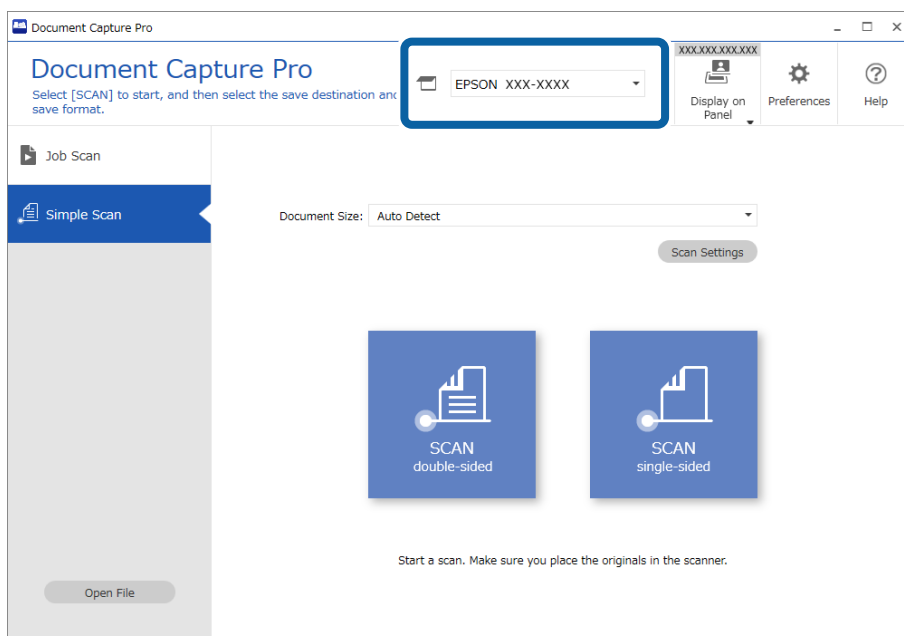 Document Capture Pro
Document Capture Pro
Select [SCAN] to start, and then select the save destination and
save format.
EPSON XXX-XXXX
XXX.XXX.XXX.XXX
Display on
Panel
Preferences
Help
Job Scan
Simple Scan
Document Size:
Auto Detect
Scan Settings
SCAN
double-sided
SCAN
single-sided
Start a scan. Make sure you place the originals in the scanner.
Open File